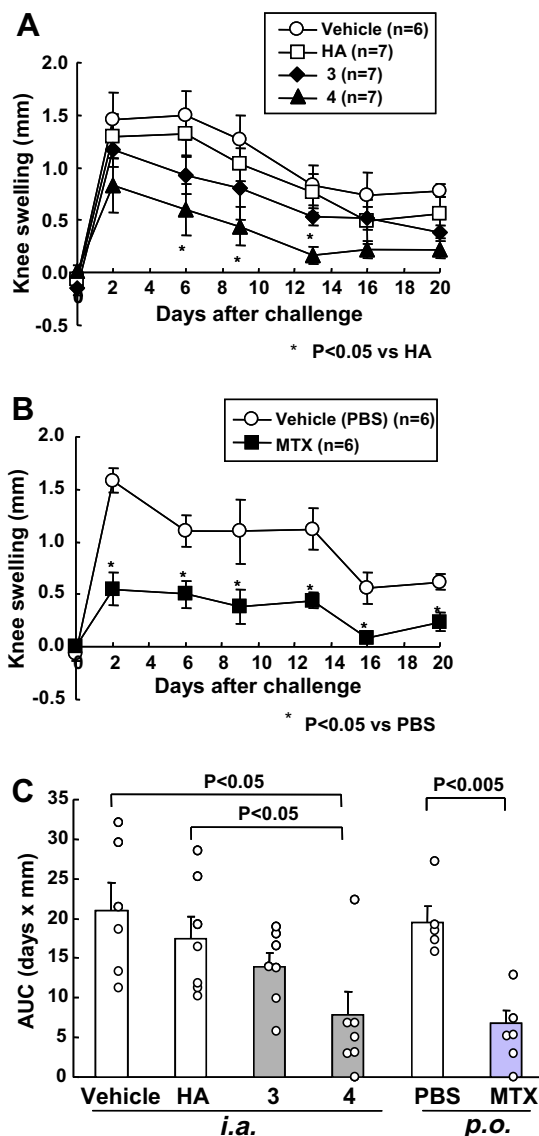 A
Vehicle (n=6)
HA (n=7)
3 (n=7)
4 (n=7)
Knee swelling (mm)
2.0
1.5
1.0
0.5
0.0
-0.5
0 2 4 6 8 10 12 14 16 18 20
* * *
Days after challenge
* P<0.05 vs HA
B
Vehicle (PBS) (n=6)
MTX (n=6)
Knee swelling (mm)
2.0
1.5
1.0
0.5
0.0
-0.5
* * * * * *
0 2 4 6 8 10 12 14 16 18 20
Days after challenge
* P<0.05 vs PBS
C
P<0.05
P<0.05
P<0.005
AUC (days x mm)
35
30
25
20
15
10
5
0
Vehicle HA 3 4 PBS MTX
i.a. p.o.